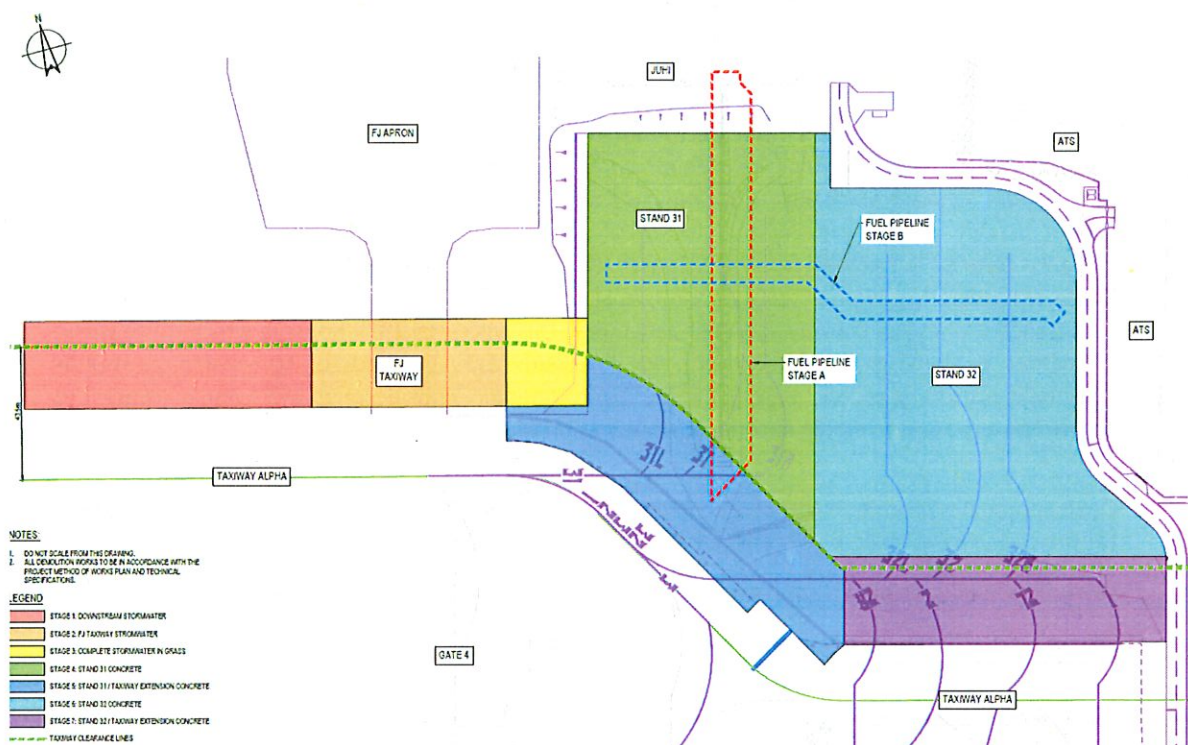 N
JUHI
FJ APRON
ATS
STAND 31
FUEL PIPELINE
STAGE B
ATS
FJ
TAXIWAY
FUEL PIPELINE
STAGE A
STAND 32
31L
TAXIWAY ALPHA
NOTES:
1. DO NOT SCALE FROM THIS DRAWING.
2. ALL DEMOLITION WORKS TO BE IN ACCORDANCE WITH THE
PROJECT METHOD OF WORKS PLAN AND TECHNICAL
SPECIFICATIONS.
LEGEND
STAGE 1: DOWNSTREAM STORMWATER
STAGE 2: FJ TAXIWAY STROMWATER
STAGE 3: COMPLETE STORMWATER IN GRASS
STAGE 4: STAND 31 CONCRETE
STAGE 5: STAND 31 / TAXIWAY EXTENSION CONCRETE
STAGE 6: STAND 32 CONCRETE
STAGE 7: STAND 32 / TAXIWAY EXTENSION CONCRETE
TAXIWAY CLEARANCE LINES
GATE 4
TAXIWAY ALPHA